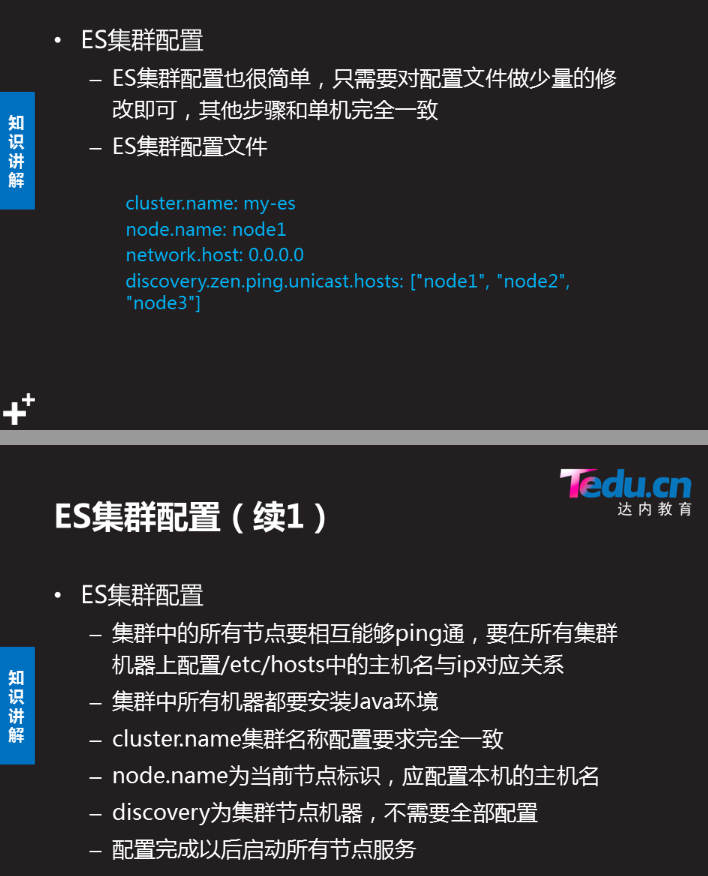 • ES集群配置
– ES集群配置也很简单，只需要对配置文件做少量的修
改即可，其他步骤和单机完全一致
知识讲解
– ES集群配置文件
cluster.name: my-es
node.name: node1
network.host: 0.0.0.0
discovery.zen.ping.unicast.hosts: ["node1", "node2",
"node3"]
Tedu.cn
达内教育
ES集群配置（续1）
• ES集群配置
– 集群中的所有节点要相互能够ping通，要在所有集群
机器上配置/etc/hosts中的主机名与ip对应关系
知识讲解
– 集群中所有机器都要安装Java环境
– cluster.name集群名称配置要求完全一致
– node.name为当前节点标识，应配置本机的主机名
– discovery为集群节点机器，不需要全部配置
– 配置完成以后启动所有节点服务